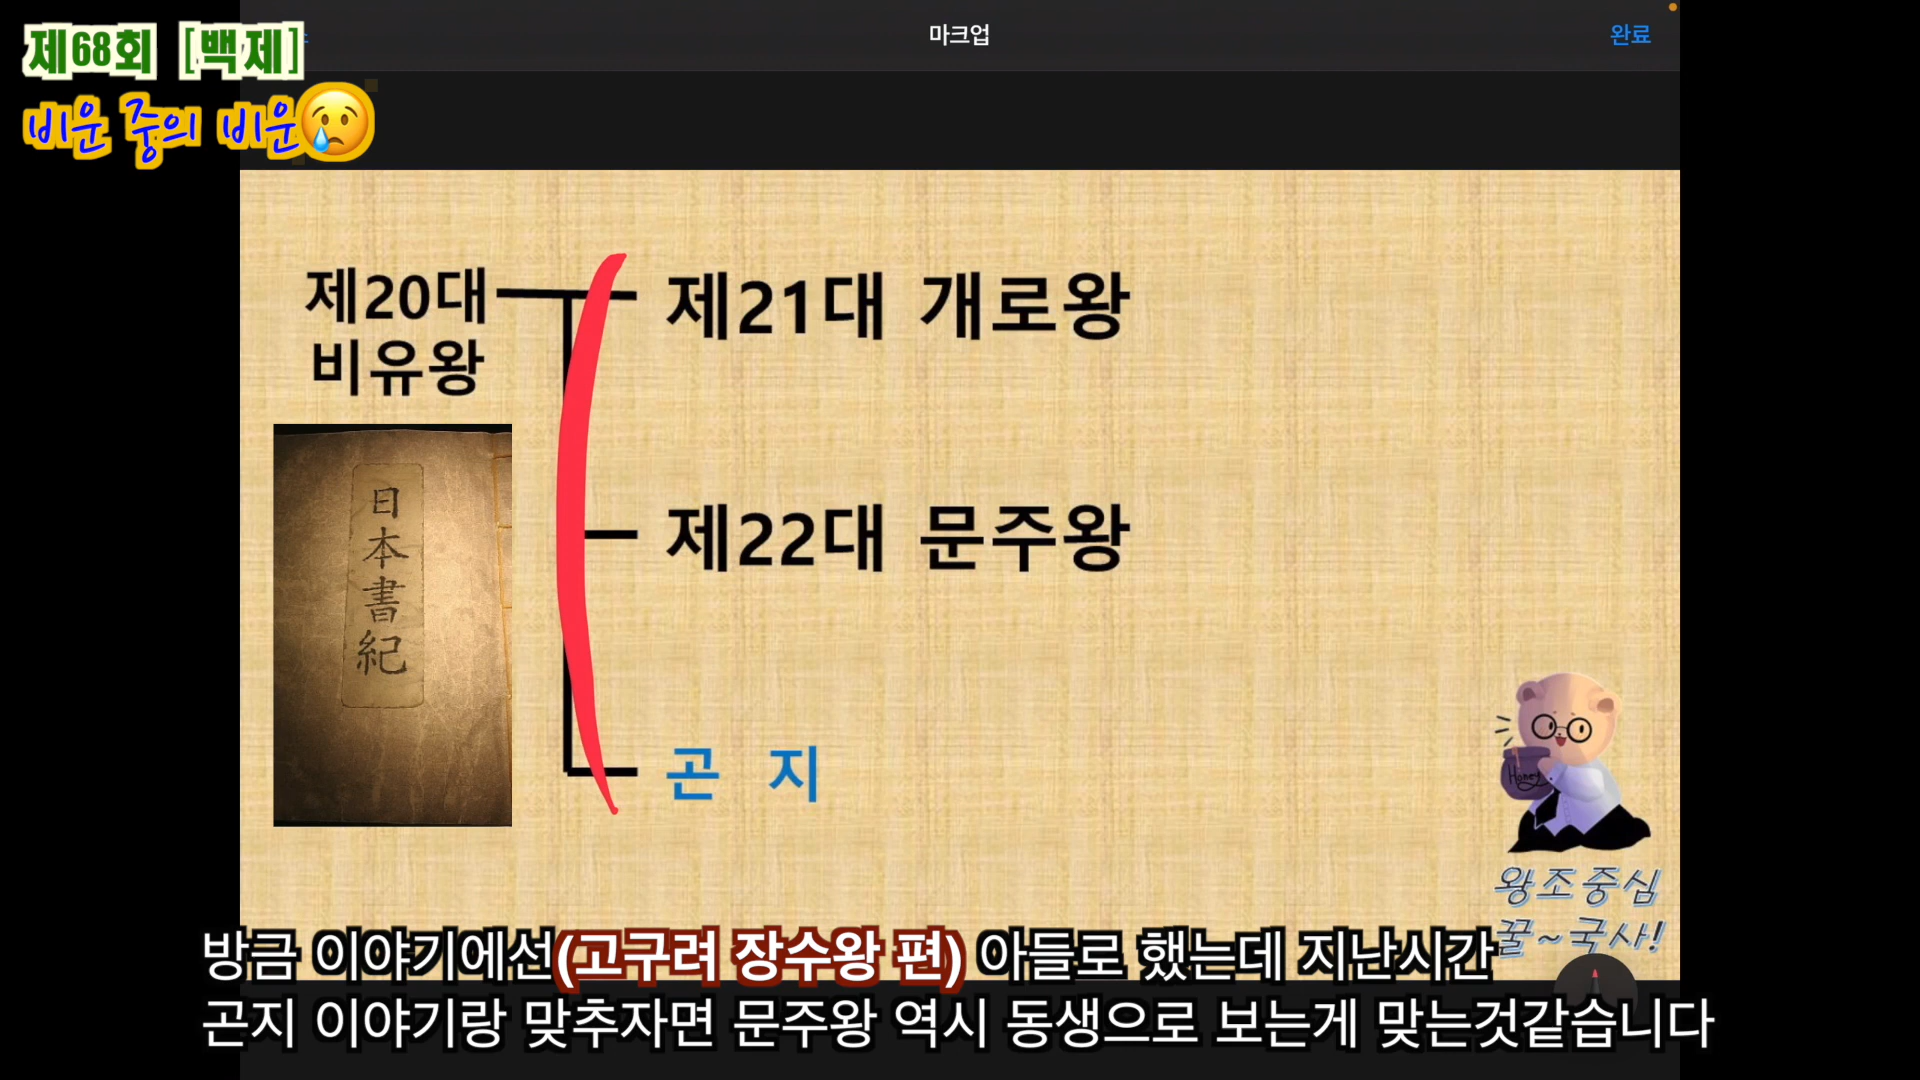 제68회 [백제]
비운 중의 비운😢
마크업
완료
제20대
비유왕
제21대 개로왕
제22대 문주왕
곤 지
日本書紀
Honey
왕조중심
꿀~국사!
방금 이야기에선(고구려 장수왕 편) 아들로 했는데 지난시간
곤지 이야기랑 맞추자면 문주왕 역시 동생으로 보는게 맞는것같습니다